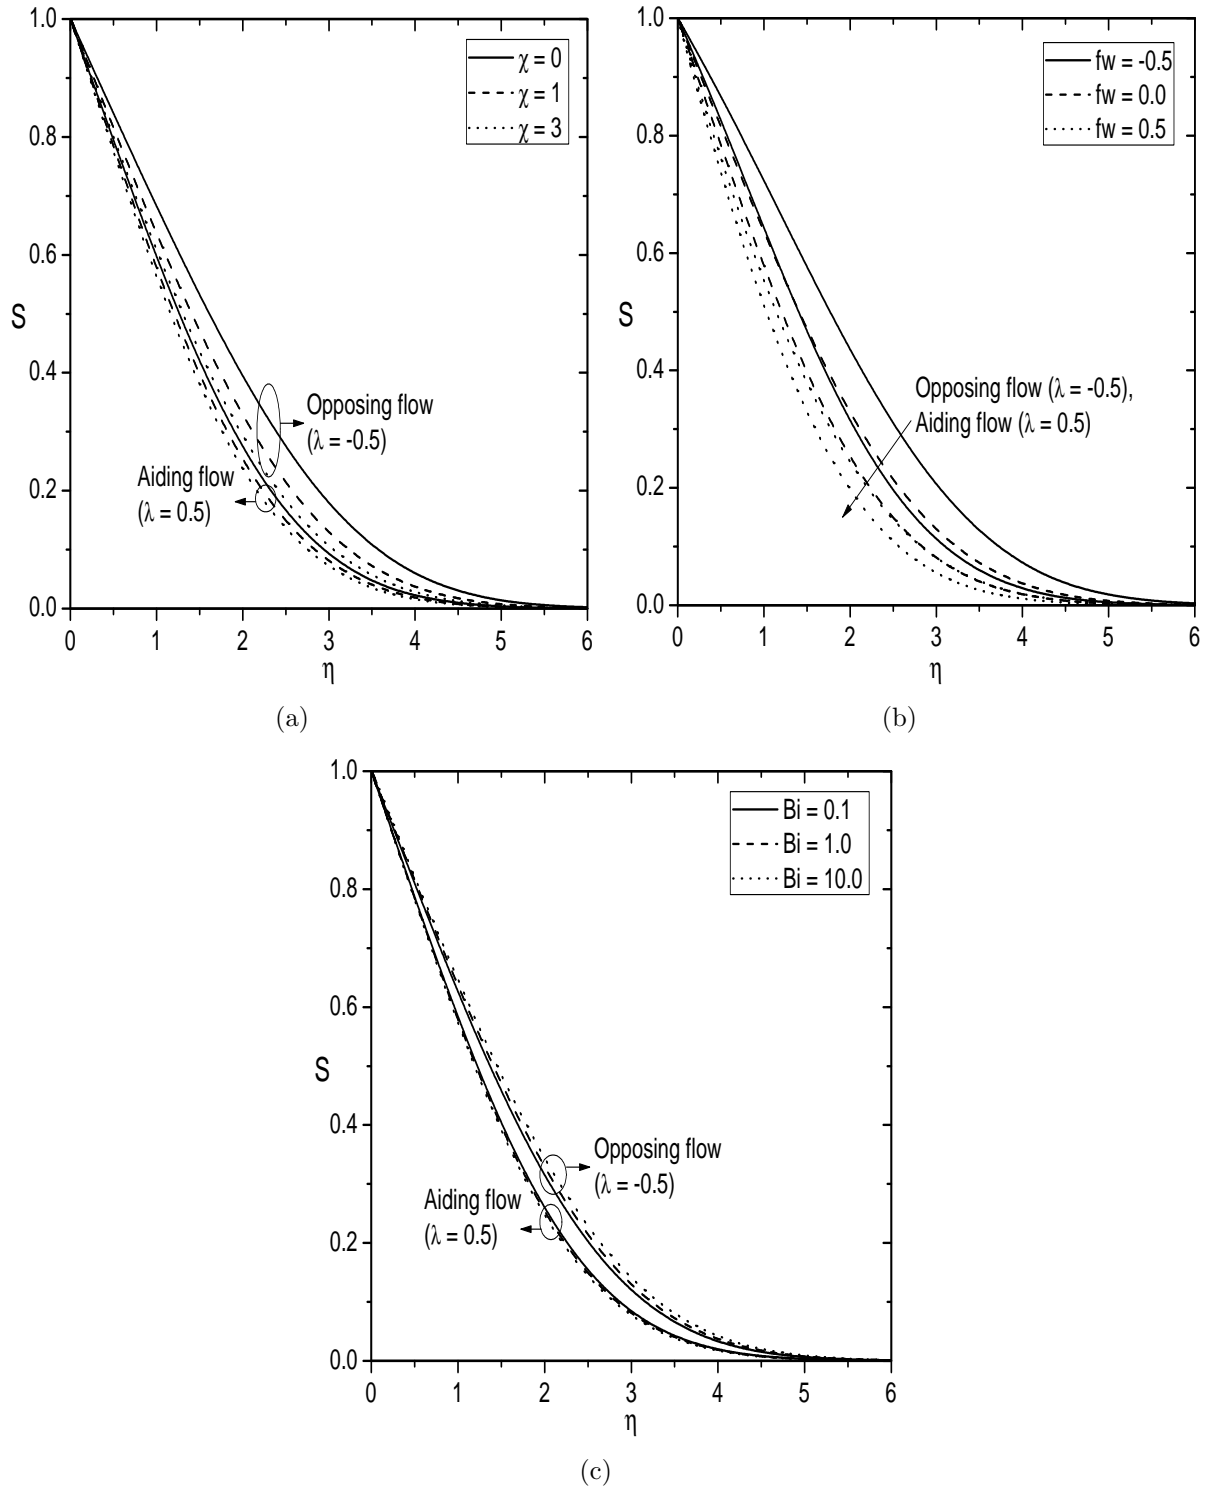 1.0
0.8
0.6
0.4
0.2
0.0
S
0 1 2 3 4 5 6
η
χ = 0
χ = 1
χ = 3
Opposing flow
(λ = -0.5)
Aiding flow
(λ = 0.5)
(a)
1.0
0.8
0.6
0.4
0.2
0.0
S
0 1 2 3 4 5 6
η
fw = -0.5
fw = 0.0
fw = 0.5
Opposing flow (λ = -0.5),
Aiding flow (λ = 0.5)
(b)
1.0
0.8
0.6
0.4
0.2
0.0
S
0 1 2 3 4 5 6
η
Bi = 0.1
Bi = 1.0
Bi = 10.0
Opposing flow
(λ = -0.5)
Aiding flow
(λ = 0.5)
(c)